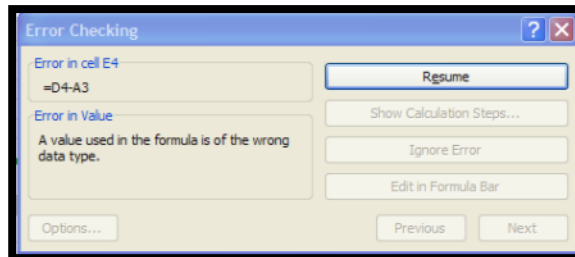 Error Checking
Error in cell E4
=D4-A3
Error in Value
A value used in the formula is of the wrong
data type.
Resume
Show Calculation Steps...
Ignore Error
Edit in Formula Bar
Options...
Previous
Next